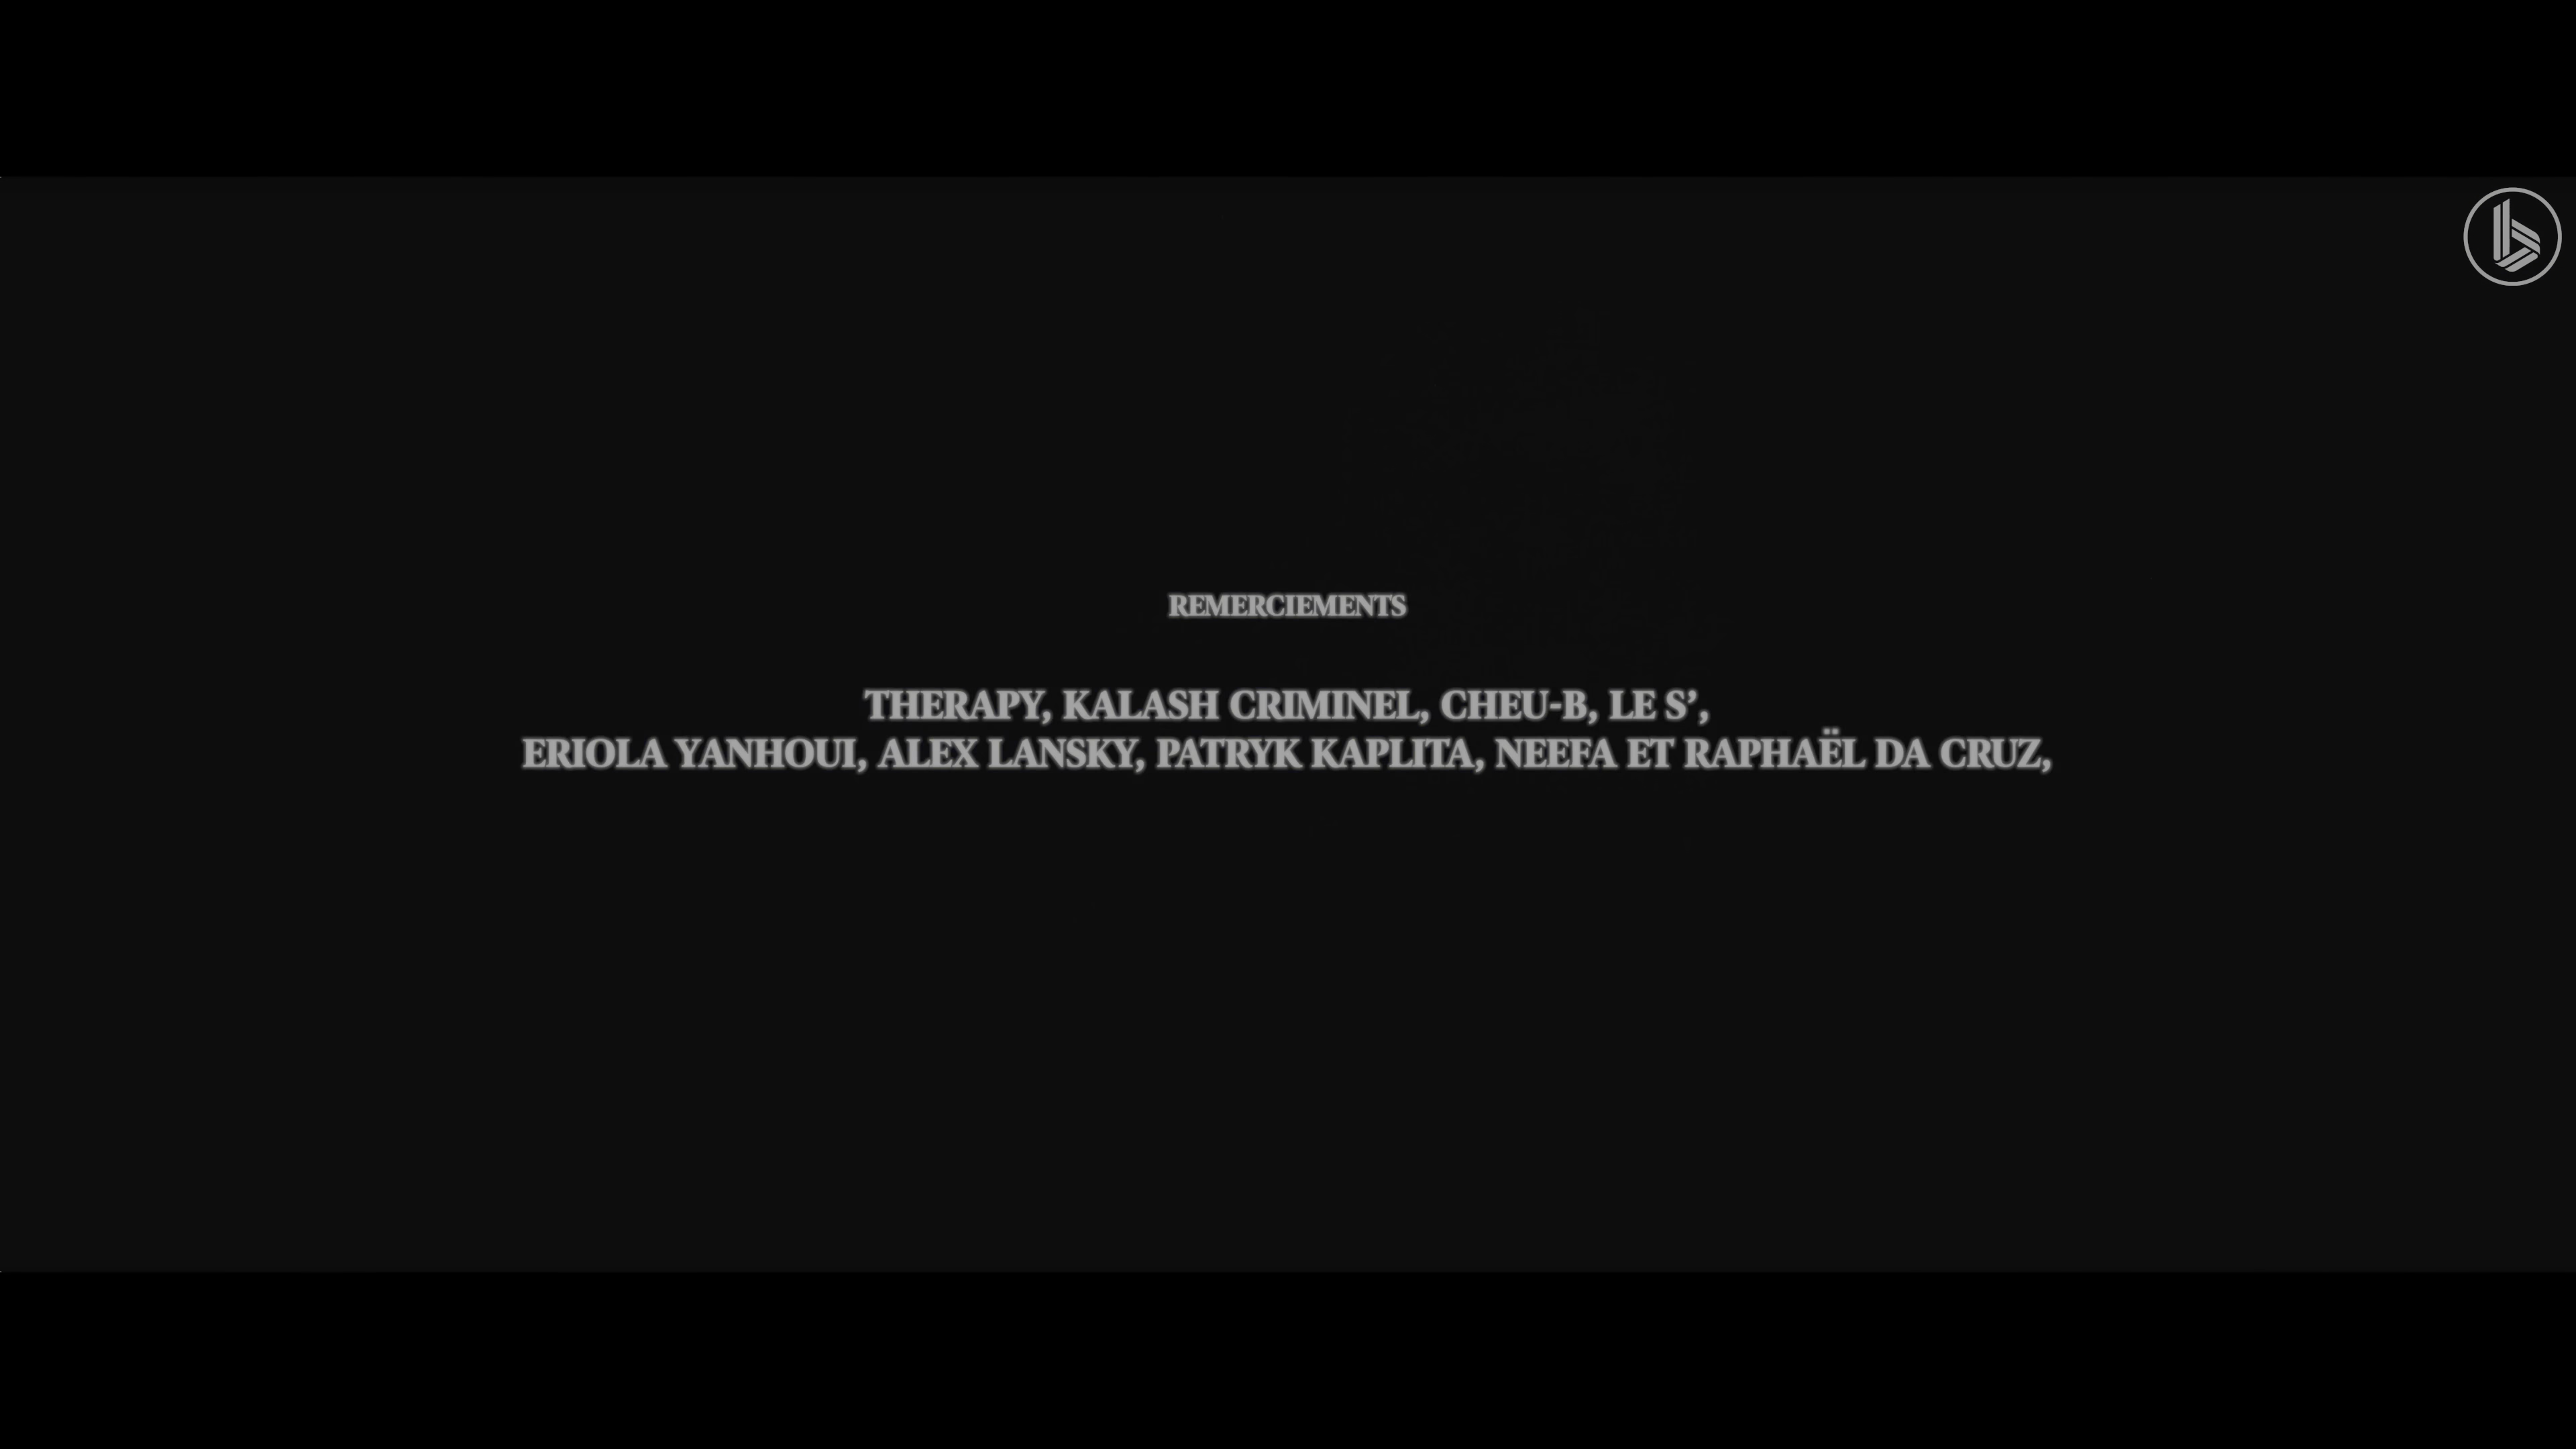 REMERCIEMENTS
THERAPY, KALASH CRIMINEL, CHEU-B, LE S’,
ERIOLA YANHOUI, ALEX LANSKY, PATRYK KAPLITA, NEEFA ET RAPHAËL DA CRUZ,